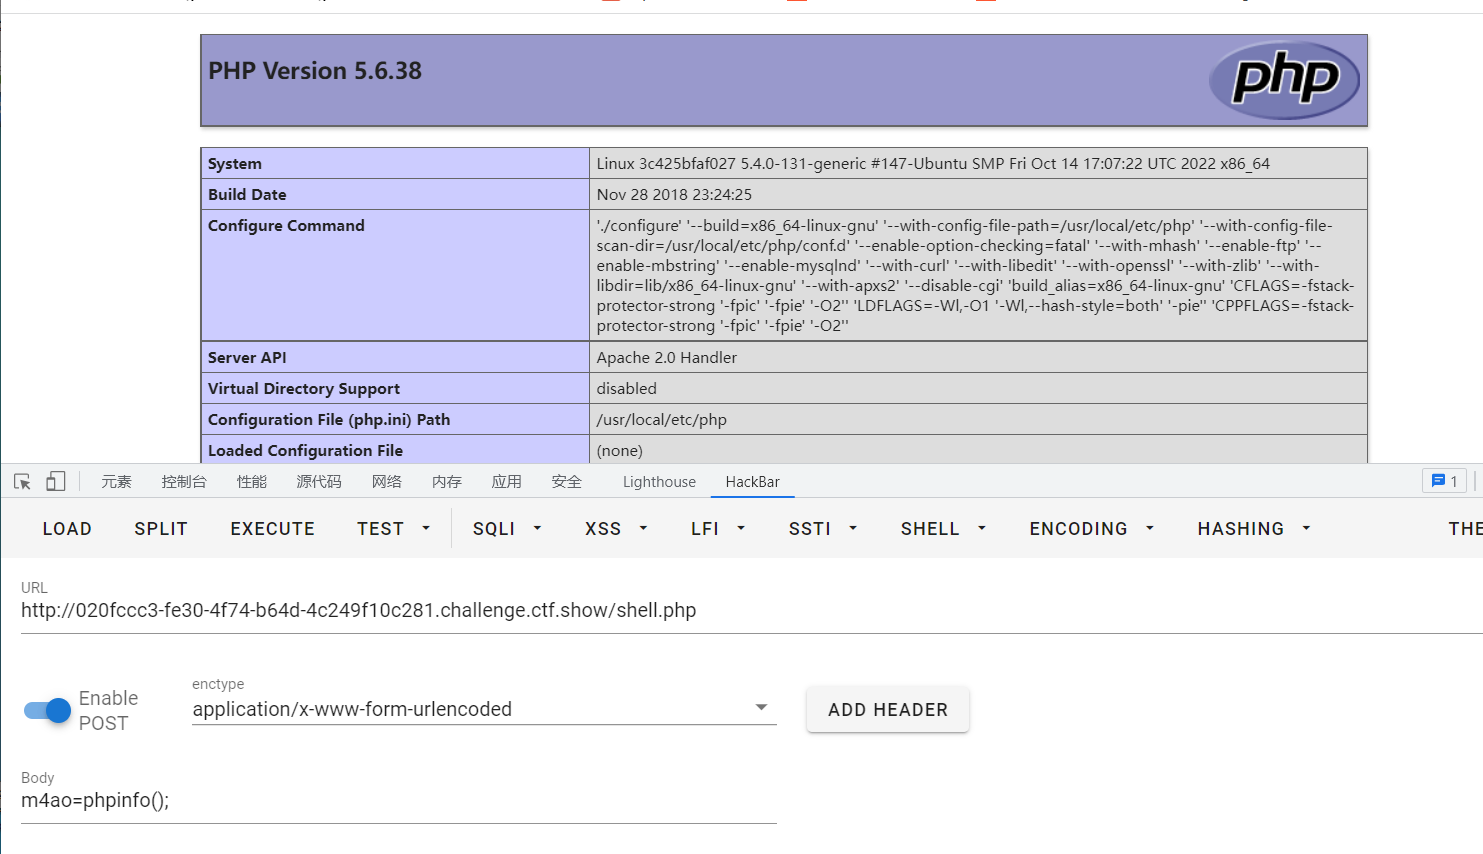 PHP Version 5.6.38
php
System Linux 3c425bfaf027 5.4.0-131-generic #147-Ubuntu SMP Fri Oct 14 17:07:22 UTC 2022 x86_64
Build Date Nov 28 2018 23:24:25
Configure Command './configure' '--build=x86_64-linux-gnu' '--with-config-file-path=/usr/local/etc/php' '--with-config-file-
scan-dir=/usr/local/etc/php/conf.d' '--enable-option-checking=fatal' '--with-mhash' '--enable-ftp' '--
enable-mbstring' '--enable-mysqlnd' '--with-curl' '--with-libedit' '--with-openssl' '--with-zlib' '--with-
libdir=lib/x86_64-linux-gnu' '--with-apxs2' '--disable-cgi' 'build_alias=x86_64-linux-gnu' 'CFLAGS=-fstack-
protector-strong '-fpic' '-fpie' '-O2'' 'LDFLAGS=-Wl,-O1 '-Wl,--hash-style=both' '-pie'' 'CPPFLAGS=-fstack-
protector-strong '-fpic' '-fpie' '-O2''
Server API Apache 2.0 Handler
Virtual Directory Support disabled
Configuration File (php.ini) Path /usr/local/etc/php
Loaded Configuration File (none)
元素 控制台 性能 源代码 网络 内存 应用 安全 Lighthouse HackBar 1
LOAD SPLIT EXECUTE TEST SQLI XSS LFI SSTI SHELL ENCODING HASHING THE
URL
http://020fccc3-fe30-4f74-b64d-4c249f10c281.challenge.ctf.show/shell.php
Enable
POST
enctype
application/x-www-form-urlencoded
ADD HEADER
Body
m4ao=phpinfo();